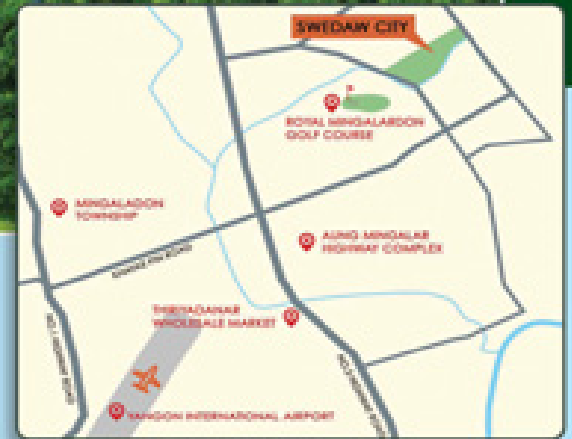 SWEDAW CITY
ROYAL MINGALARDON
GOLF COURSE
MINGALADON
TOWNSHIP
AUNG MINGALAR
HIGHWAY COMPLEX
THIRIYADANAR
WHOLESALE MARKET
YANGON INTERNATIONAL AIRPORT